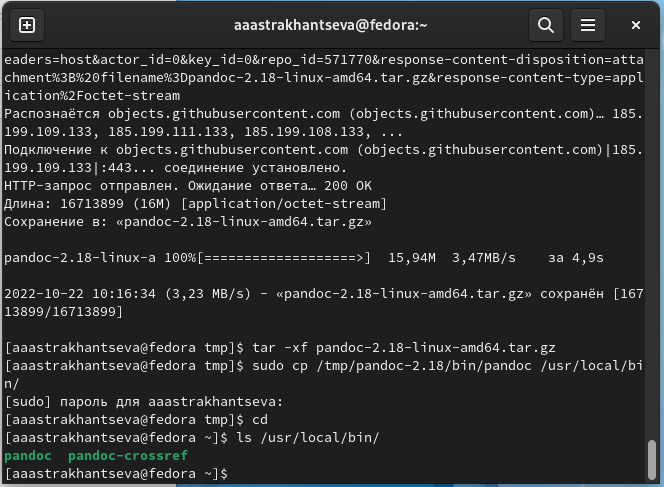 aaastrakhantseva@fedora:~
eaders=host&actor_id=0&key_id=0&repo_id=571770&response-content-disposition=atta
chment%3B%20filename%3Dpandoc-2.18-linux-amd64.tar.gz&response-content-type=appl
ication%2Foctet-stream
Распознаётся objects.githubusercontent.com (objects.githubusercontent.com)… 185.
199.109.133, 185.199.111.133, 185.199.108.133, ...
Подключение к objects.githubusercontent.com (objects.githubusercontent.com)|185.
199.109.133|:443... соединение установлено.
HTTP-запрос отправлен. Ожидание ответа… 200 OK
Длина: 16713899 (16M) [application/octet-stream]
Сохранение в: «pandoc-2.18-linux-amd64.tar.gz»
pandoc-2.18-linux-a 100%[===================>]  15,94M  3,47MB/s    за 4,9s
2022-10-22 10:16:34 (3,23 MB/s) - «pandoc-2.18-linux-amd64.tar.gz» сохранён [167
13899/16713899]
[aaastrakhantseva@fedora tmp]$ tar -xf pandoc-2.18-linux-amd64.tar.gz
[aaastrakhantseva@fedora tmp]$ sudo cp /tmp/pandoc-2.18/bin/pandoc /usr/local/bi
n/
[sudo] пароль для aaastrakhantseva:
[aaastrakhantseva@fedora tmp]$ cd
[aaastrakhantseva@fedora ~]$ ls /usr/local/bin/
pandoc  pandoc-crossref
[aaastrakhantseva@fedora ~]$